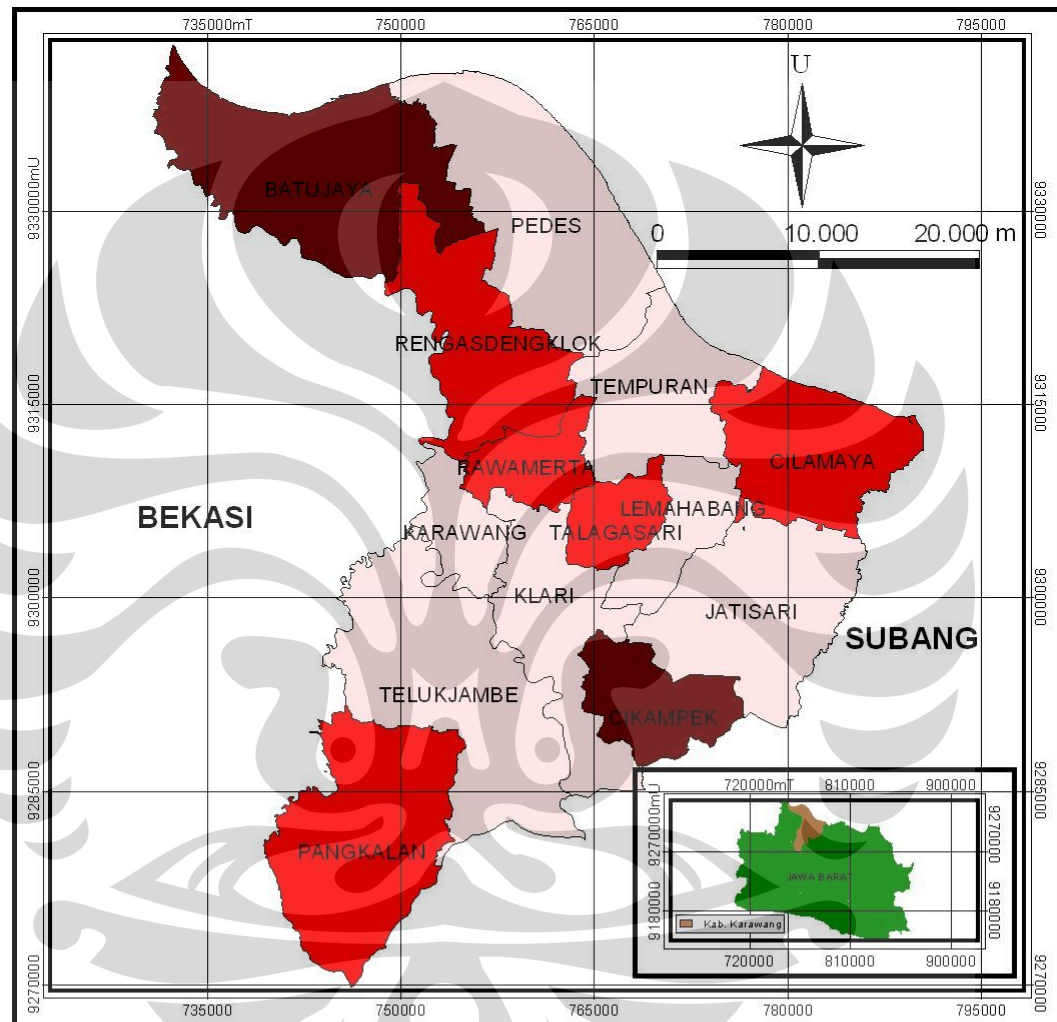 735000mT 750000 765000 780000 795000
U
BATUJAYA
9330000mU
PEDES
9330000
0 10.000 20.000 m
RENGASDENGKLOK
TEMPURAN
9315000
9315000
RAWAMERTA
CILAMAYA
LEMAHABANG
BEKASI
KARAWANG
TALAGASARI
9300000
KLARI
JATISARI
9300000
SUBANG
TELUKJAMBE
CIKAMPEK
9285000
9285000
720000mT 810000 900000
9270000mU
9270000
PANGKALAN
JAWA BARAT
9180000
9180000
Kab. Karawang
720000 810000 900000
9270000
9270000
735000 750000 765000 780000 795000